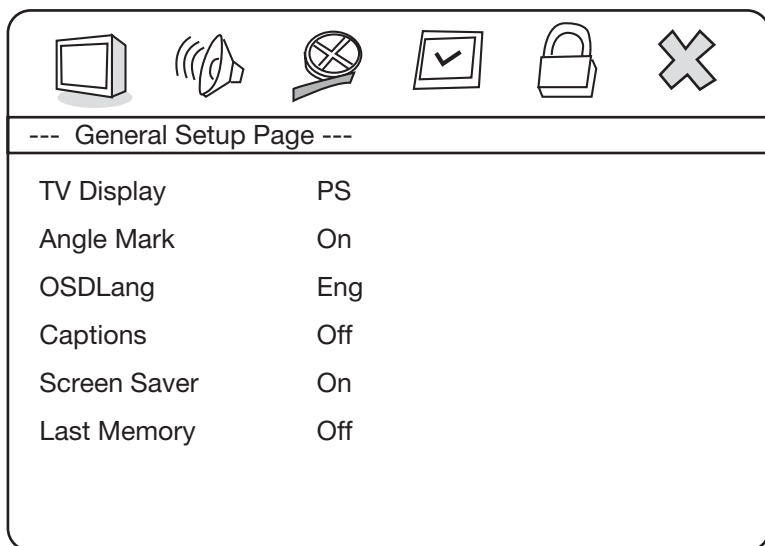 --- General Setup Page ---
TV Display PS
Angle Mark On
OSDLang Eng
Captions Off
Screen Saver On
Last Memory Off